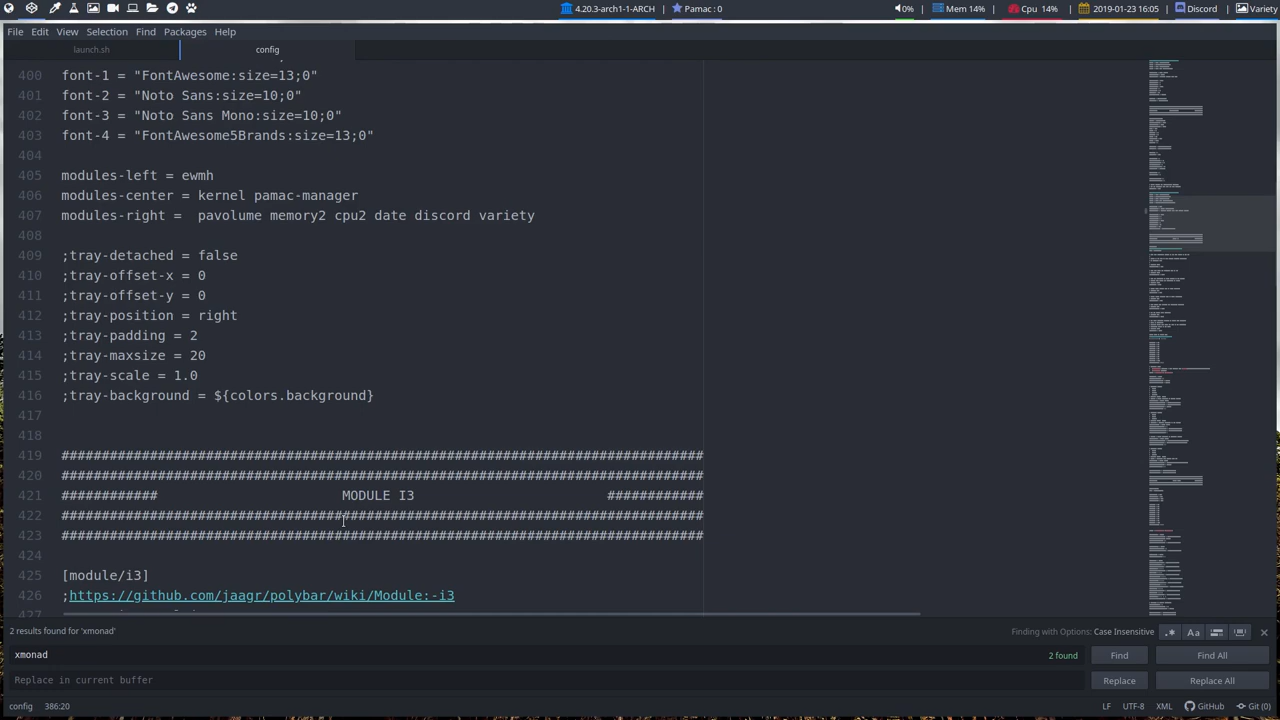 4.20.3-arch1-1-ARCH
Pamac : 0
0%
Mem 14%
Cpu 14%
2019-01-23 16:05
Discord
Variety
File Edit View Selection Find Packages Help
launch.sh
config
400 font-1 = "FontAwesome:size=13;0"
401 font-2 = "Noto Sans:size=10;0"
402 font-3 = "Noto Sans Mono:size=10;0"
403 font-4 = "FontAwesome5Brands:size=13;0"
404
405 modules-left = ewmh
406 modules-center = kernel pamac-manager
407 modules-right =  pavolume memory2 cpu2 date discord variety
408
409 ;tray-detached = false
410 ;tray-offset-x = 0
411 ;tray-offset-y = 0
412 ;tray-position = right
413 ;tray-padding = 2
414 ;tray-maxsize = 20
415 ;tray-scale = 1.0
416 ;tray-background = ${colors.background}
417
418
419 ################################################################################
420 ################################################################################
421 ############                       MODULE I3                        ############
422 ################################################################################
423 ################################################################################
424
425 [module/i3]
426 ;https://github.com/jaagr/polybar/wiki/Module:-i3
2 results found for 'xmonad'
Finding with Options: Case Insensitive
.* Aa
xmonad
2 found
Find
Find All
Replace in current buffer
Replace
Replace All
config 386:20
LF UTF-8 XML GitHub Git (0)